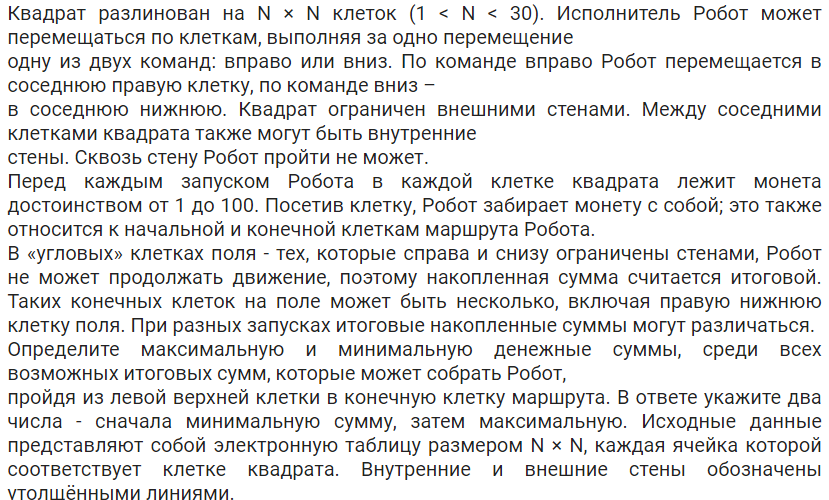 Квадрат разлинован на N × N клеток (1 < N < 30). Исполнитель Робот может
перемещаться по клеткам, выполняя за одно перемещение
одну из двух команд: вправо или вниз. По команде вправо Робот перемещается в
соседнюю правую клетку, по команде вниз –
в соседнюю нижнюю. Квадрат ограничен внешними стенами. Между соседними
клетками квадрата также могут быть внутренние
стены. Сквозь стену Робот пройти не может.
Перед каждым запуском Робота в каждой клетке квадрата лежит монета
достоинством от 1 до 100. Посетив клетку, Робот забирает монету с собой; это также
относится к начальной и конечной клеткам маршрута Робота.
В «угловых» клетках поля - тех, которые справа и снизу ограничены стенами, Робот
не может продолжать движение, поэтому накопленная сумма считается итоговой.
Таких конечных клеток на поле может быть несколько, включая правую нижнюю
клетку поля. При разных запусках итоговые накопленные суммы могут различаться.
Определите максимальную и минимальную денежные суммы, среди всех
возможных итоговых сумм, которые может собрать Робот,
пройдя из левой верхней клетки в конечную клетку маршрута. В ответе укажите два
числа - сначала минимальную сумму, затем максимальную. Исходные данные
представляют собой электронную таблицу размером N × N, каждая ячейка которой
соответствует клетке квадрата. Внутренние и внешние стены обозначены
утолщёнными линиями.